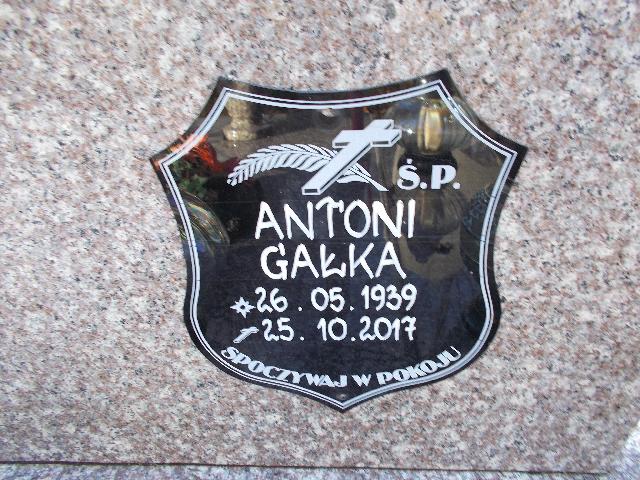 Ś.P.
ANTONI
GAŁKA
26.05.1939
25.10.2017
SPOCZYWAJ W POKOJU